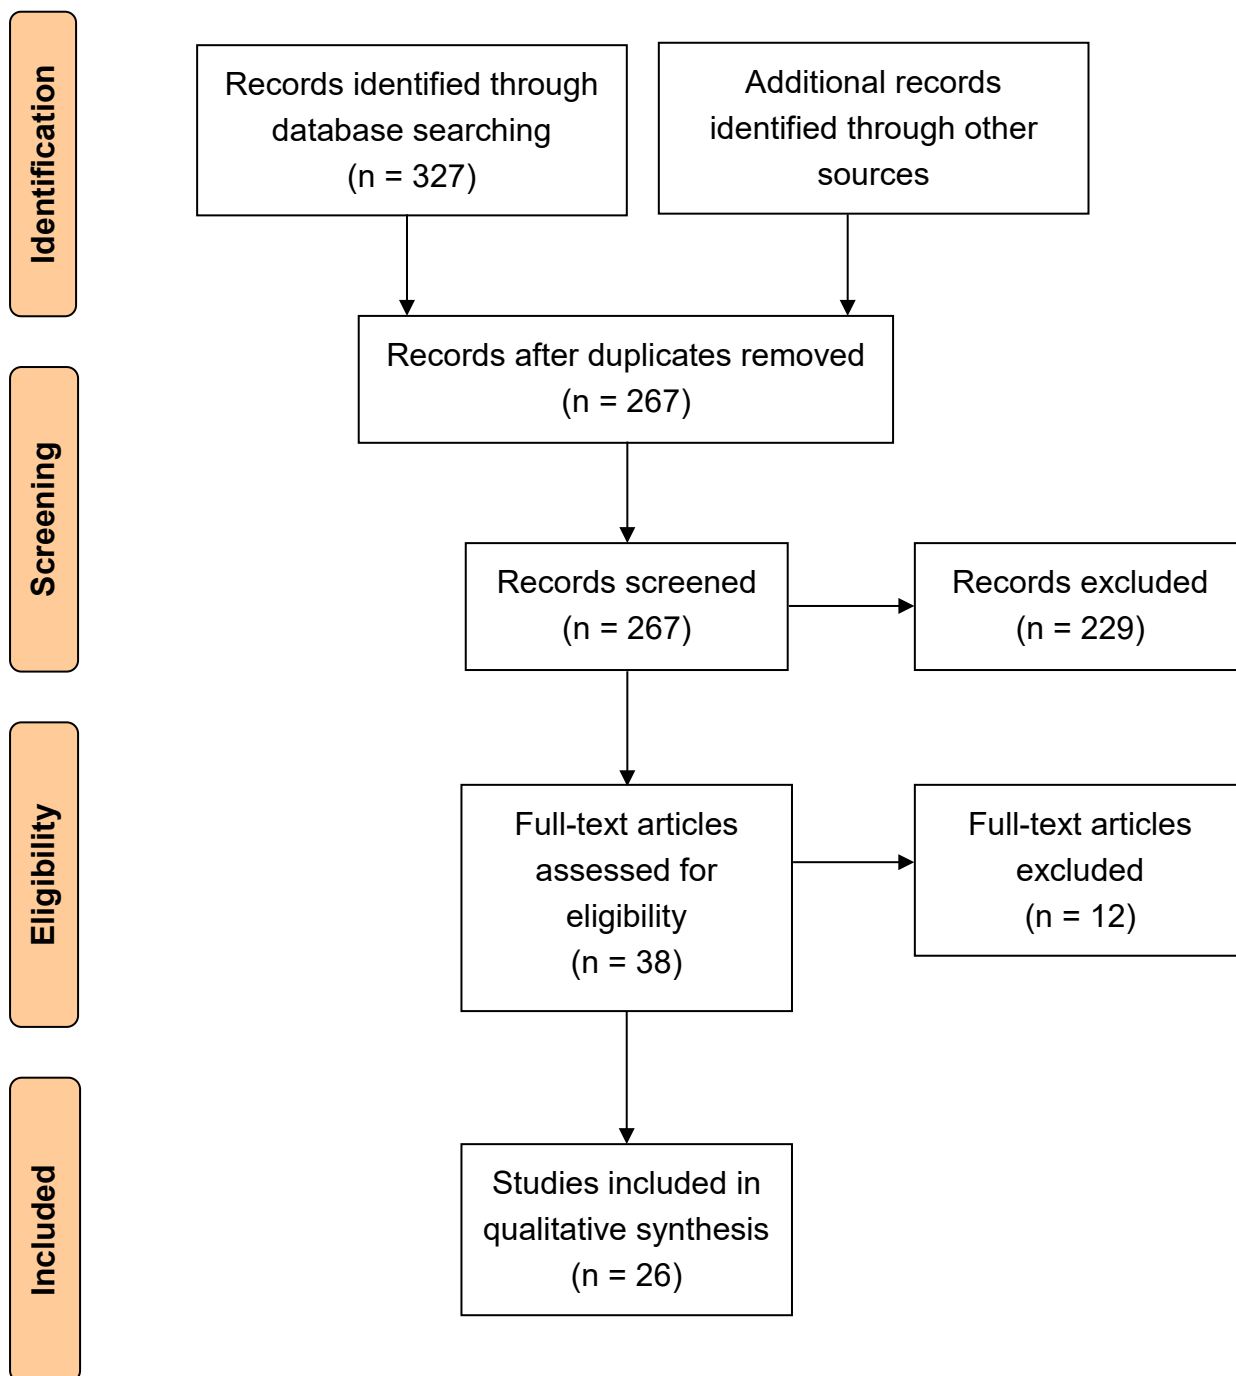 Identification
Records identified through
database searching
(n = 327)
Additional records
identified through other
sources
Records after duplicates removed
(n = 267)
Screening
Records screened
(n = 267)
Records excluded
(n = 229)
Eligibility
Full-text articles
assessed for
eligibility
(n = 38)
Full-text articles
excluded
(n = 12)
Included
Studies included in
qualitative synthesis
(n = 26)